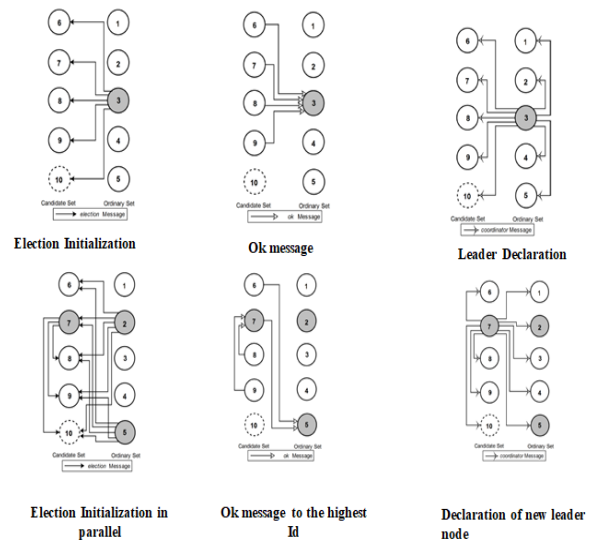 6 1
7 2
8 3
9 4
10 5
Candidate Set Ordinary Set
election Message
Election Initialization
6 1
7 2
8 3
9 4
10 5
Candidate Set Ordinary Set
ok Message
Ok message
6 1
7 2
8 3
9 4
10 5
Candidate Set Ordinary Set
coordinator Message
Leader Declaration
6 1
7 2
8 3
9 4
10 5
Candidate Set Ordinary Set
election Message
Election Initialization in
parallel
6 1
7 2
8 3
9 4
10 5
Candidate Set Ordinary Set
ok Message
Ok message to the highest
Id
6 1
7 2
8 3
9 4
10 5
Candidate Set Ordinary Set
coordinator Message
Declaration of new leader
node